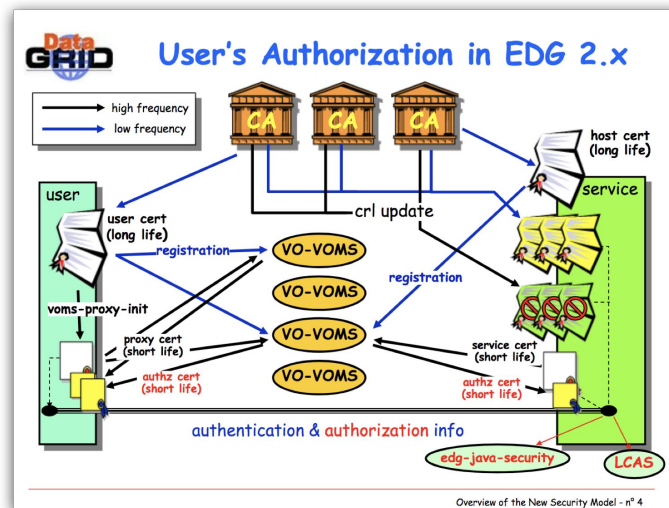 Data
GRID
User's Authorization in EDG 2.x
high frequency
low frequency
CA
CA
CA
host cert
(long life)
user
service
user cert
(long life)
crl update
registration
VO-VOMS
registration
VO-VOMS
voms-proxy-init
VO-VOMS
proxy cert
(short life)
service cert
(short life)
authz cert
(short life)
VO-VOMS
authz cert
(short life)
authentication & authorization info
edg-java-security
LCAS
Overview of the New Security Model - n° 4